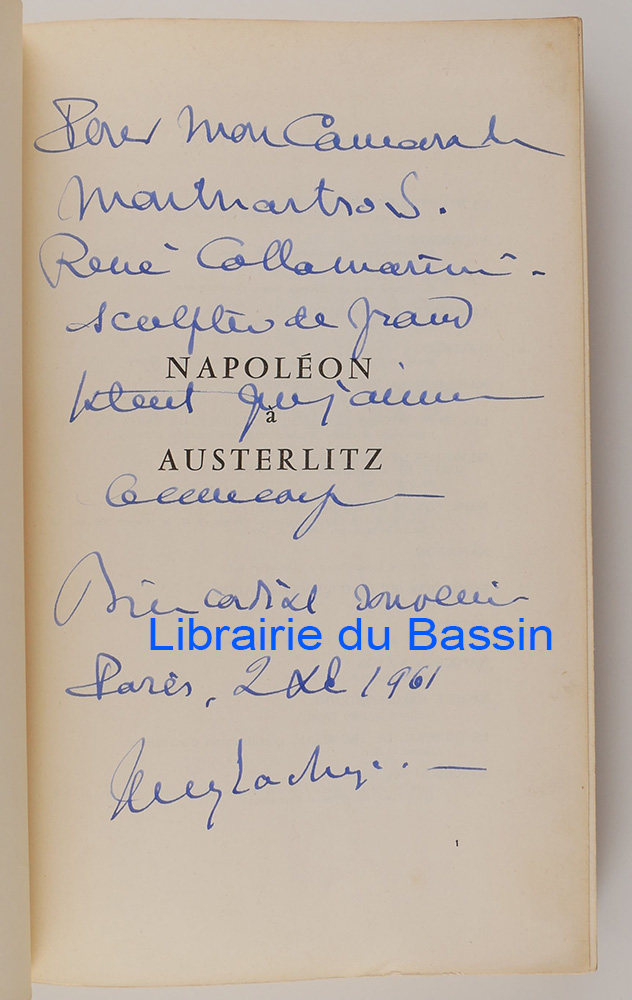 Pour Mon Camarade
Montmartrois.
René Collamarini -
sculpteur de grand
NAPOLÉON
talent que j'aime
à
AUSTERLITZ
beaucoup —
Bien cordial souvenir
Librairie du Bassin
Paris, 2 XI 1961
1